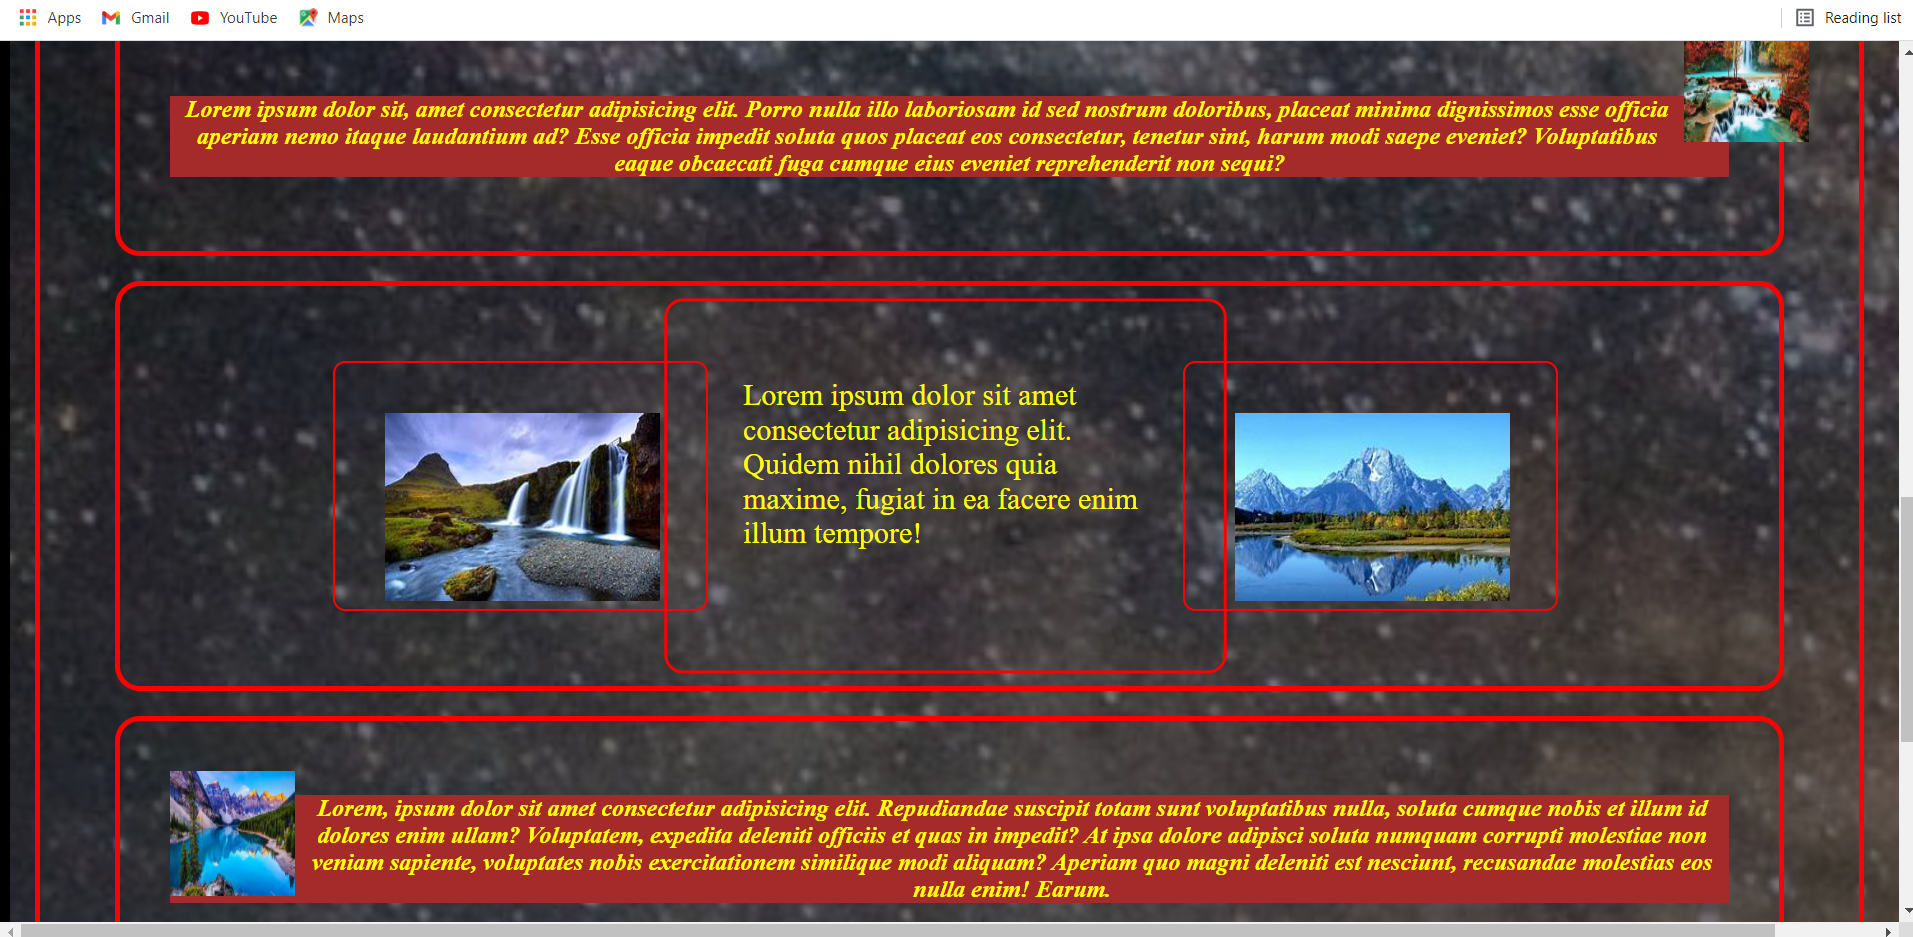 Apps Gmail YouTube Maps Reading list
Lorem ipsum dolor sit, amet consectetur adipisicing elit. Porro nulla illo laboriosam id sed nostrum doloribus, placeat minima dignissimos esse officia
aperiam nemo itaque laudantium ad? Esse officia impedit soluta quos placeat eos consectetur, tenetur sint, harum modi saepe eveniet? Voluptatibus
eaque obcaecati fuga cumque eius eveniet reprehenderit non sequi?
Lorem ipsum dolor sit amet
consectetur adipisicing elit.
Quidem nihil dolores quia
maxime, fugiat in ea facere enim
illum tempore!
Lorem, ipsum dolor sit amet consectetur adipisicing elit. Repudiandae suscipit totam sunt voluptatibus nulla, soluta cumque nobis et illum id
dolores enim ullam? Voluptatem, expedita deleniti officiis et quas in impedit? At ipsa dolore adipisci soluta numquam corrupti molestiae non
veniam sapiente, voluptates nobis exercitationem similique modi aliquam? Aperiam quo magni deleniti est nesciunt, recusandae molestias eos
nulla enim! Earum.